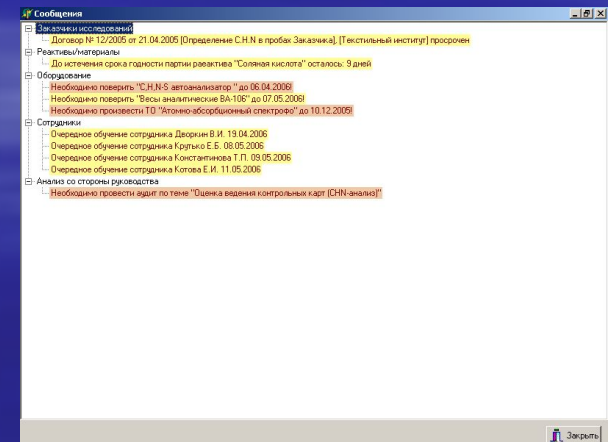 Сообщения
Заказчики исследований
Договор № 12/2005 от 21.04.2005 [Определение C.H.N в пробах Заказчика], [Текстильный институт] просрочен
Реактивы/материалы
До истечения срока годности партии реаектива "Соляная кислота" осталось: 9 дней
Оборудование
Необходимо поверить "C,H,N-S автоанализатор " до 06.04.2006!
Необходимо поверить "Весы аналитические ВА-106" до 07.05.2006!
Необходимо произвести ТО "Атомно-абсорбционный спектрофо" до 10.12.2005!
Сотрудники
Очередное обучение сотрудника Дворкин В.И. 19.04.2006
Очередное обучение сотрудника Крутько Е.Б. 08.05.2006
Очередное обучение сотрудника Константинова Т.П. 09.05.2006
Очередное обучение сотрудника Котова Е.И. 11.05.2006
Анализ со стороны руководства
Необходимо провести аудит по теме "Оценка ведения контрольных карт (CHN-анализ)"
Закрыть